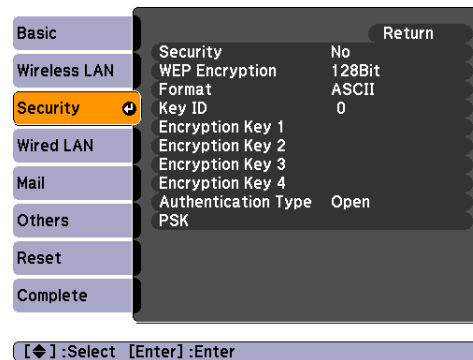 Basic
Wireless LAN
Security
Wired LAN
Mail
Others
Reset
Complete
Return
Security No
WEP Encryption 128Bit
Format ASCII
Key ID 0
Encryption Key 1
Encryption Key 2
Encryption Key 3
Encryption Key 4
Authentication Type Open
PSK
[◆] :Select [Enter] :Enter